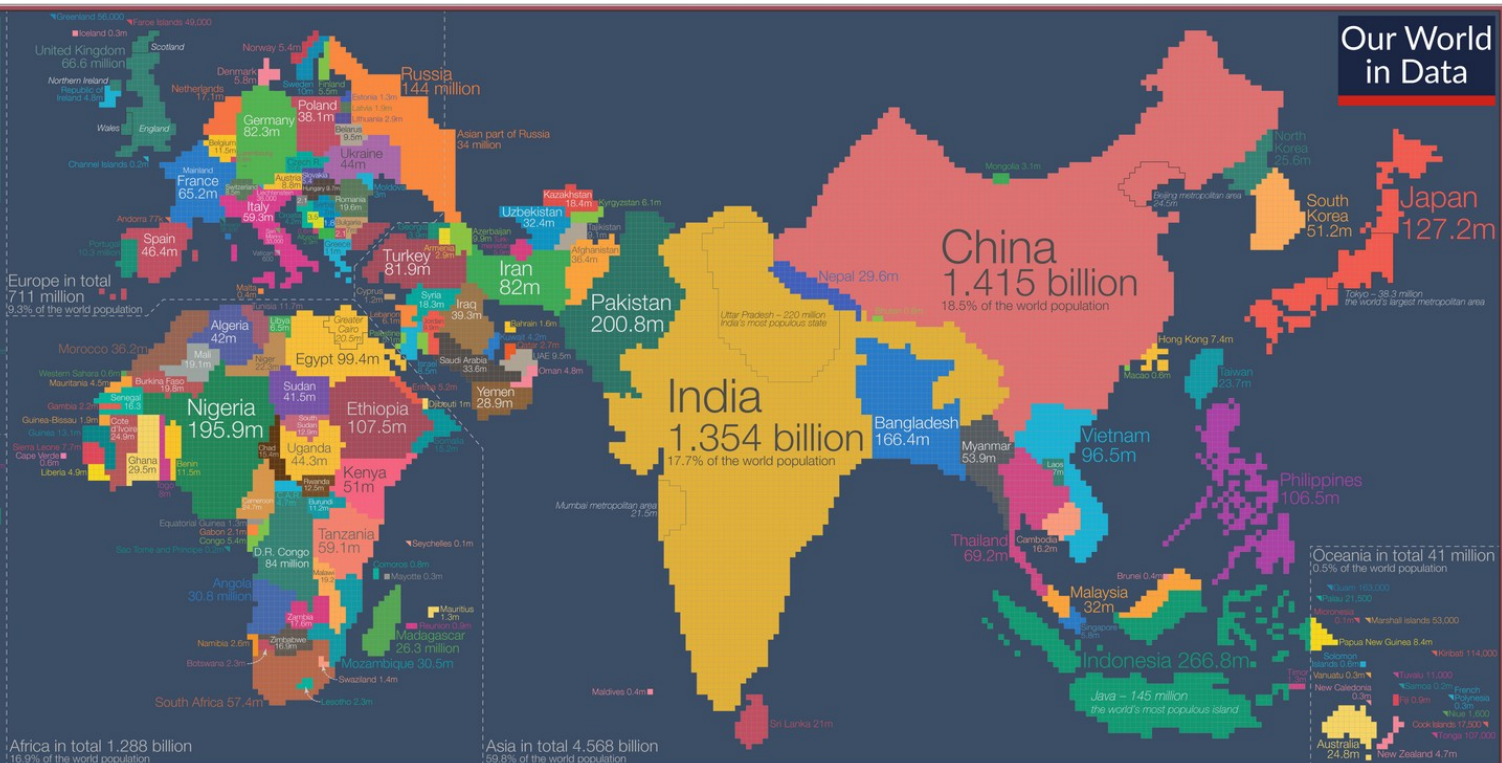 Our World
in Data
Greenland 56,000
Faroe Islands 49,000
Iceland 0.3m
United Kingdom
66.6 million
Scotland
Northern Ireland
Republic of
Ireland 4.8m
Wales
England
Channel Islands 0.2m
Norway 5.4m
Denmark
5.8m
Sweden
10m
Finland
5.5m
Netherlands
17.1m
Germany
82.3m
Poland
38.1m
Estonia 1.3m
Latvia 1.9m
Lithuania 2.9m
Belarus
9.5m
Russia
144 million
Asian part of Russia
34 million
Belgium
11.5m
Ukraine
44m
Mainland
France
65.2m
Czech R.
Austria
8.8m
Slovakia
Hungary 9.7m
Moldova
Romania
19.6m
Italy
59.3m
Bulgaria
Greece
Andorra 77k
Spain
46.4m
Portugal
10.3 million
Malta
0.4m
Europe in total
711 million
9.3% of the world population
Georgia
Armenia
2.9m
Azerbaijan
9.9m
Turkey
81.9m
Cyprus
1.2m
Syria
18.3m
Lebanon
6.1m
Iraq
39.3m
Iran
82m
Kazakhstan
18.4m
Uzbekistan
32.4m
Kyrgyzstan 6.1m
Tajikistan
9.1m
Afghanistan
36.4m
Pakistan
200.8m
Bahrain 1.6m
Kuwait 4.2m
Qatar 2.7m
UAE 9.5m
Oman 4.8m
Saudi Arabia
33.6m
Yemen
28.9m
Israel
8.5m
Tunisia 11.7m
Algeria
42m
Libya
6.5m
Greater
Cairo
(20.5m)
Egypt 99.4m
Morocco 36.2m
Mali
19.1m
Niger
22.3m
Western Sahara 0.6m
Mauritania 4.5m
Burkina Faso
19.8m
Senegal
16.3
Gambia 2.2m
Guinea-Bissau 1.9m
Guinea 13.1m
Sierra Leone 7.7m
Cape Verde
0.6m
Liberia 4.9m
Cote
d'Ivoire
24.9m
Ghana
29.5m
Togo
8m
Benin
11.5m
Nigeria
195.9m
Sudan
41.5m
Eritrea 5.2m
Djibouti 1m
Ethiopia
107.5m
Somalia
15.2m
South
Sudan
12.9m
Chad
15.4m
Uganda
44.3m
Kenya
51m
Rwanda
12.5m
Burundi
11.2m
Cameroon
24.7m
Equatorial Guinea 1.3m
Gabon 2.1m
Congo 5.4m
Sao Tome and Principe 0.2m
D.R. Congo
84 million
Tanzania
59.1m
Seychelles 0.1m
Comoros 0.8m
Mayotte 0.3m
Malawi
19.2
Angola
30.8 million
Zambia
17.6m
Zimbabwe
16.9m
Mauritius
1.3m
Reunion 0.9m
Madagascar
26.3 million
Namibia 2.6m
Botswana 2.3m
Mozambique 30.5m
Swaziland 1.4m
South Africa 57.4m
Lesotho 2.3m
Africa in total 1.288 billion
16.9% of the world population
Mongolia 3.1m
China
1.415 billion
18.5% of the world population
Beijing metropolitan area
24.5m
North
Korea
25.6m
South
Korea
51.2m
Japan
127.2m
Tokyo – 38.3 million
the world's largest metropolitan area
Nepal 29.6m
Uttar Pradesh – 220 million
India's most populous state
India
1.354 billion
17.7% of the world population
Mumbai metropolitan area
21.5m
Bangladesh
166.4m
Myanmar
53.9m
Hong Kong 7.4m
Macao 0.6m
Taiwan
23.7m
Vietnam
96.5m
Laos
7m
Thailand
69.2m
Cambodia
16.2m
Philippines
106.5m
Brunei 0.4m
Malaysia
32m
Singapore
5.8m
Indonesia 266.8m
Java – 145 million
the world's most populous island
Timor
Maldives 0.4m
Sri Lanka 21m
Asia in total 4.568 billion
59.8% of the world population
Oceania in total 41 million
0.5% of the world population
Guam
Palau 21,500
Micronesia
0.1m
Marshall islands 53,000
Papua New Guinea 8.4m
Kiribati 114,000
Solomon
Islands 0.6m
Vanuatu 0.3m
Tuvalu 11,000
New Caledonia
0.3m
Samoa 0.2m
French
Polynesia
0.3m
Fiji 0.9m
Niue 1,600
Cook Islands 17,500
Tonga 107,000
Australia
24.8m
New Zealand 4.7m